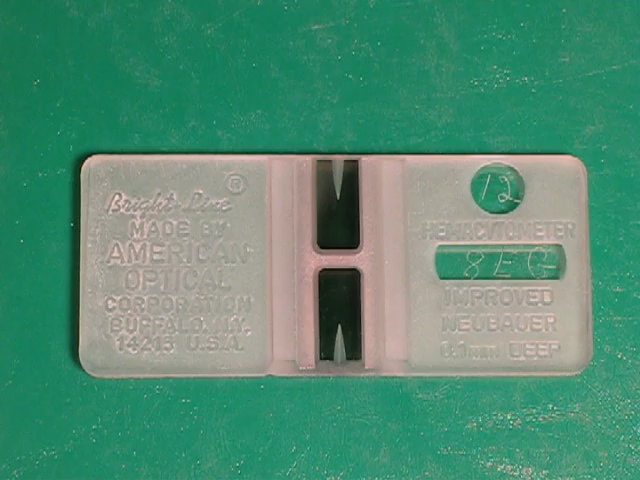 Bright-Line ®
MADE BY
AMERICAN
OPTICAL
CORPORATION
BUFFALO, N.Y.
14215 U.S.A.
12
HEMACYTOMETER
8EG
IMPROVED
NEUBAUER
0.1mm DEEP